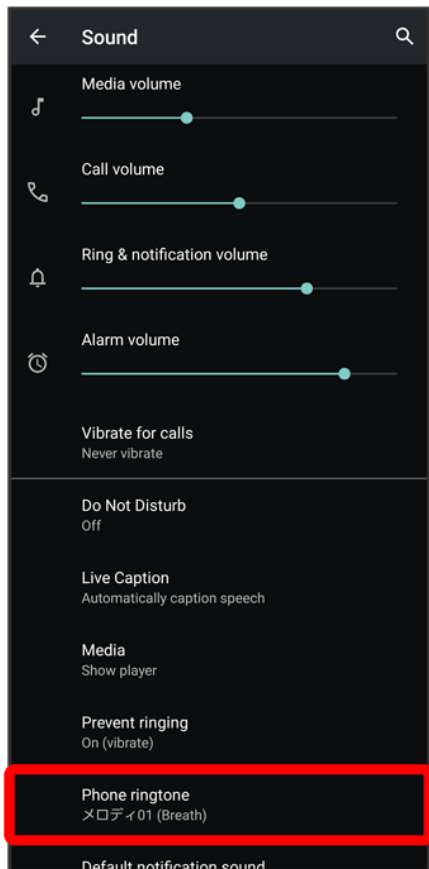 Sound
Media volume
Call volume
Ring & notification volume
Alarm volume
Vibrate for calls
Never vibrate
Do Not Disturb
Off
Live Caption
Automatically caption speech
Media
Show player
Prevent ringing
On (vibrate)
Phone ringtone
メロディ01 (Breath)
Default notification sound